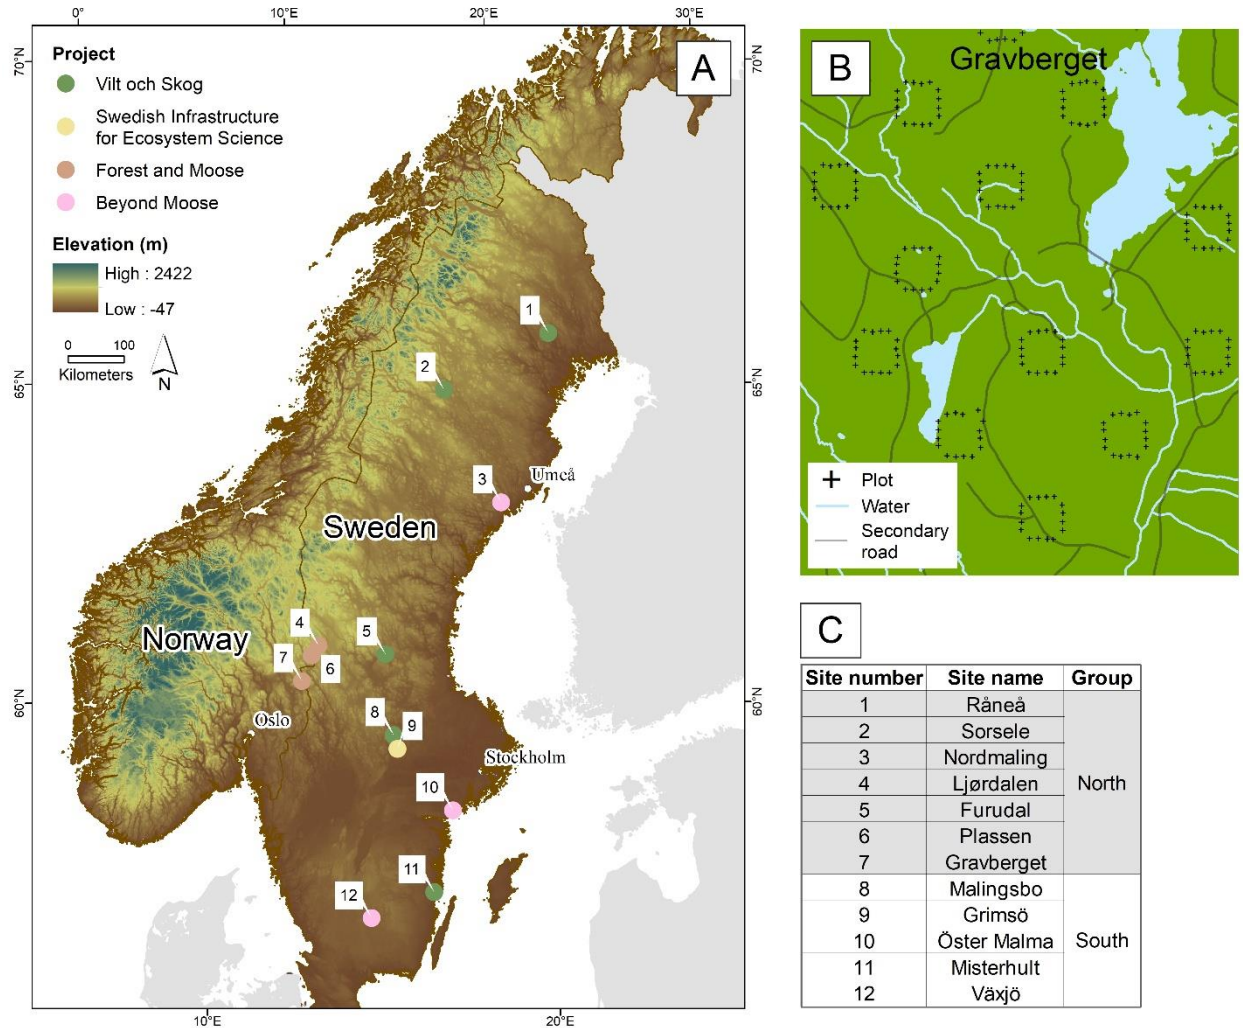 0°
10°
20°
30°
70°N
70°N
65°N
65°N
60°N
60°N
10°
20°
A
Project
Vilt och Skog
Swedish Infrastructure
for Ecosystem Science
Forest and Moose
Beyond Moose
Elevation (m)
High : 2422
Low : -47
0 100
Kilometers
N
1
2
3
Umeå
Sweden
Norway
4
5
6
7
Oslo
8
9
Stockholm
10
11
12
B
Gravberget
Plot
Water
Secondary
road
C
Site number Site name Group
1 Råneå
2 Sorsele
3 Nordmaling
4 Ljørdalen North
5 Furudal
6 Plassen
7 Gravberget
8 Malingsbo
9 Grimsö
10 Öster Malma South
11 Misterhult
12 Växjö